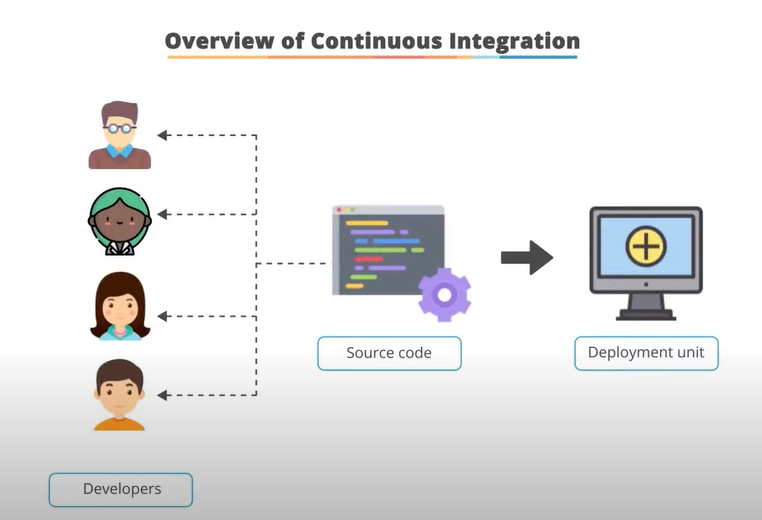 Overview of Continuous Integration
Source code
Deployment unit
Developers